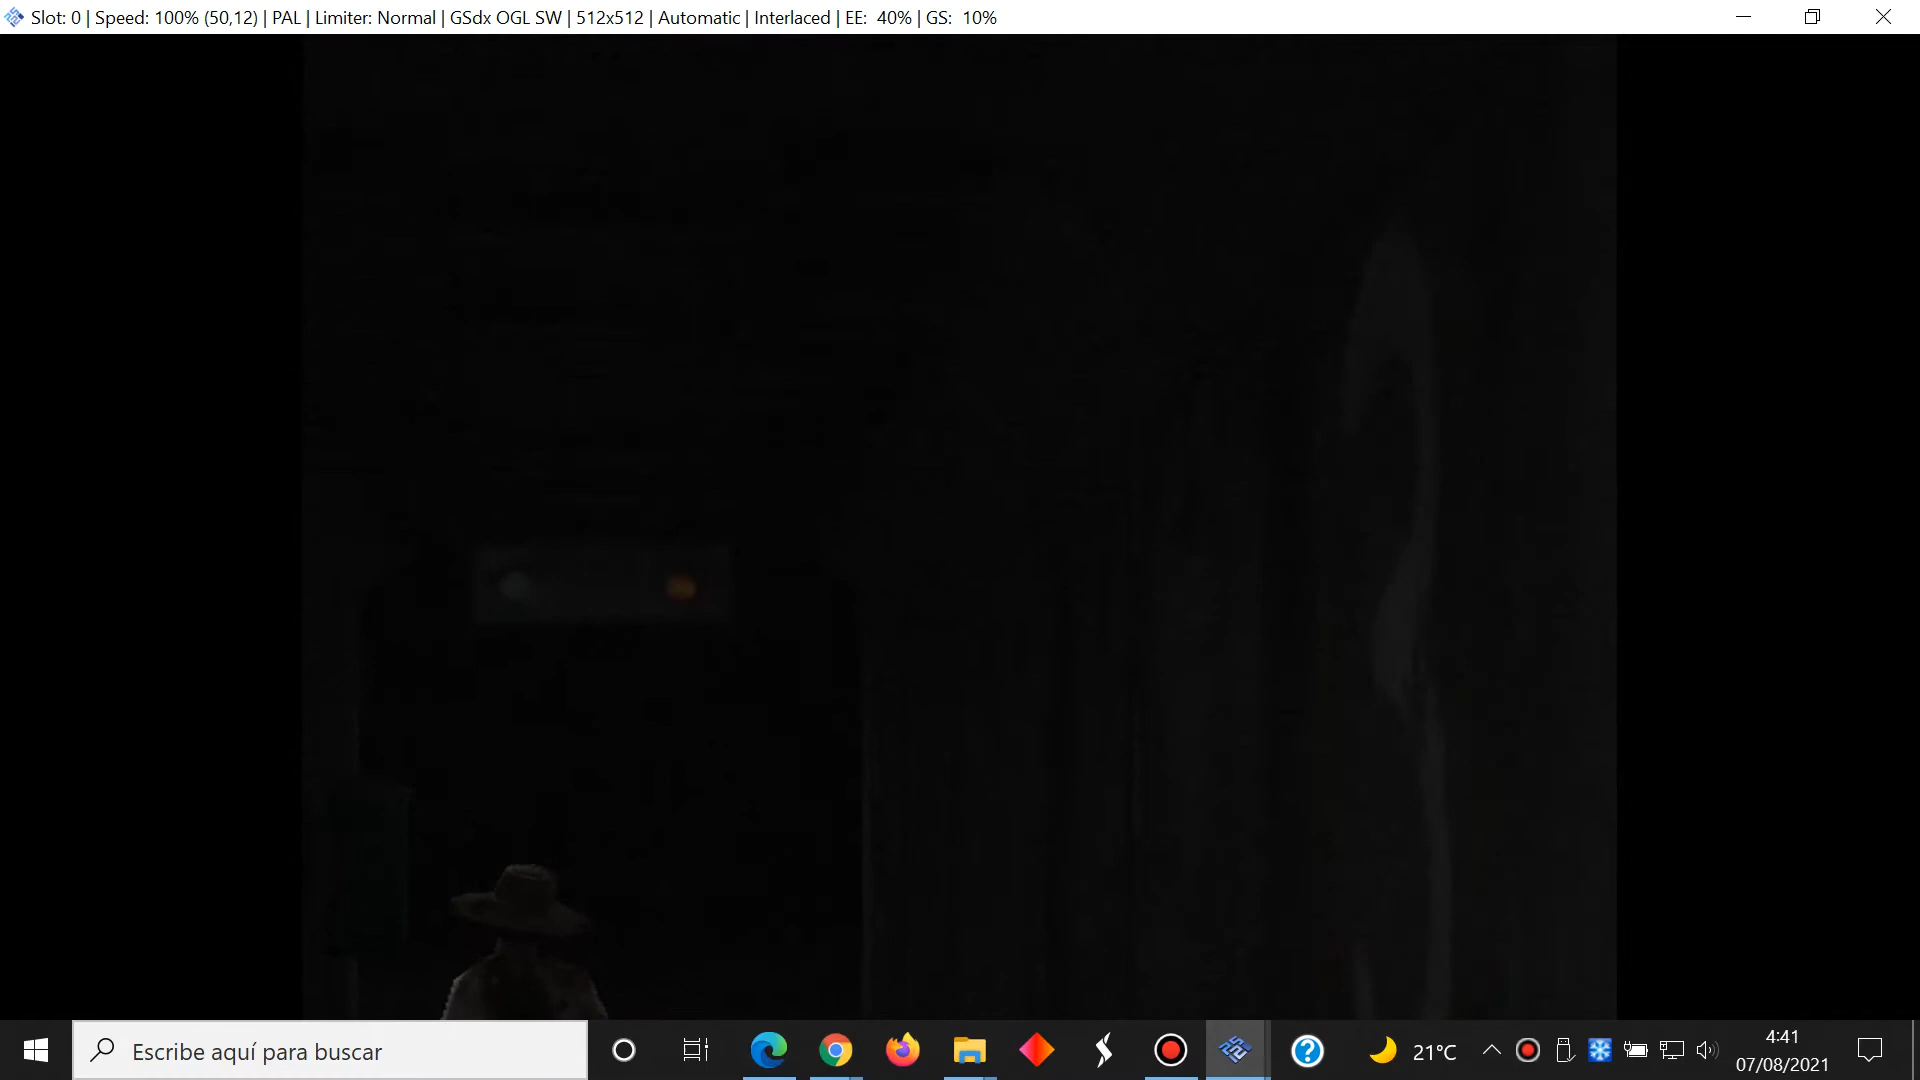 Slot: 0 | Speed: 100% (50,12) | PAL | Limiter: Normal | GSdx OGL SW | 512x512 | Automatic | Interlaced | EE: 40% | GS: 10%
Escribe aquí para buscar
21°C
4:41
07/08/2021